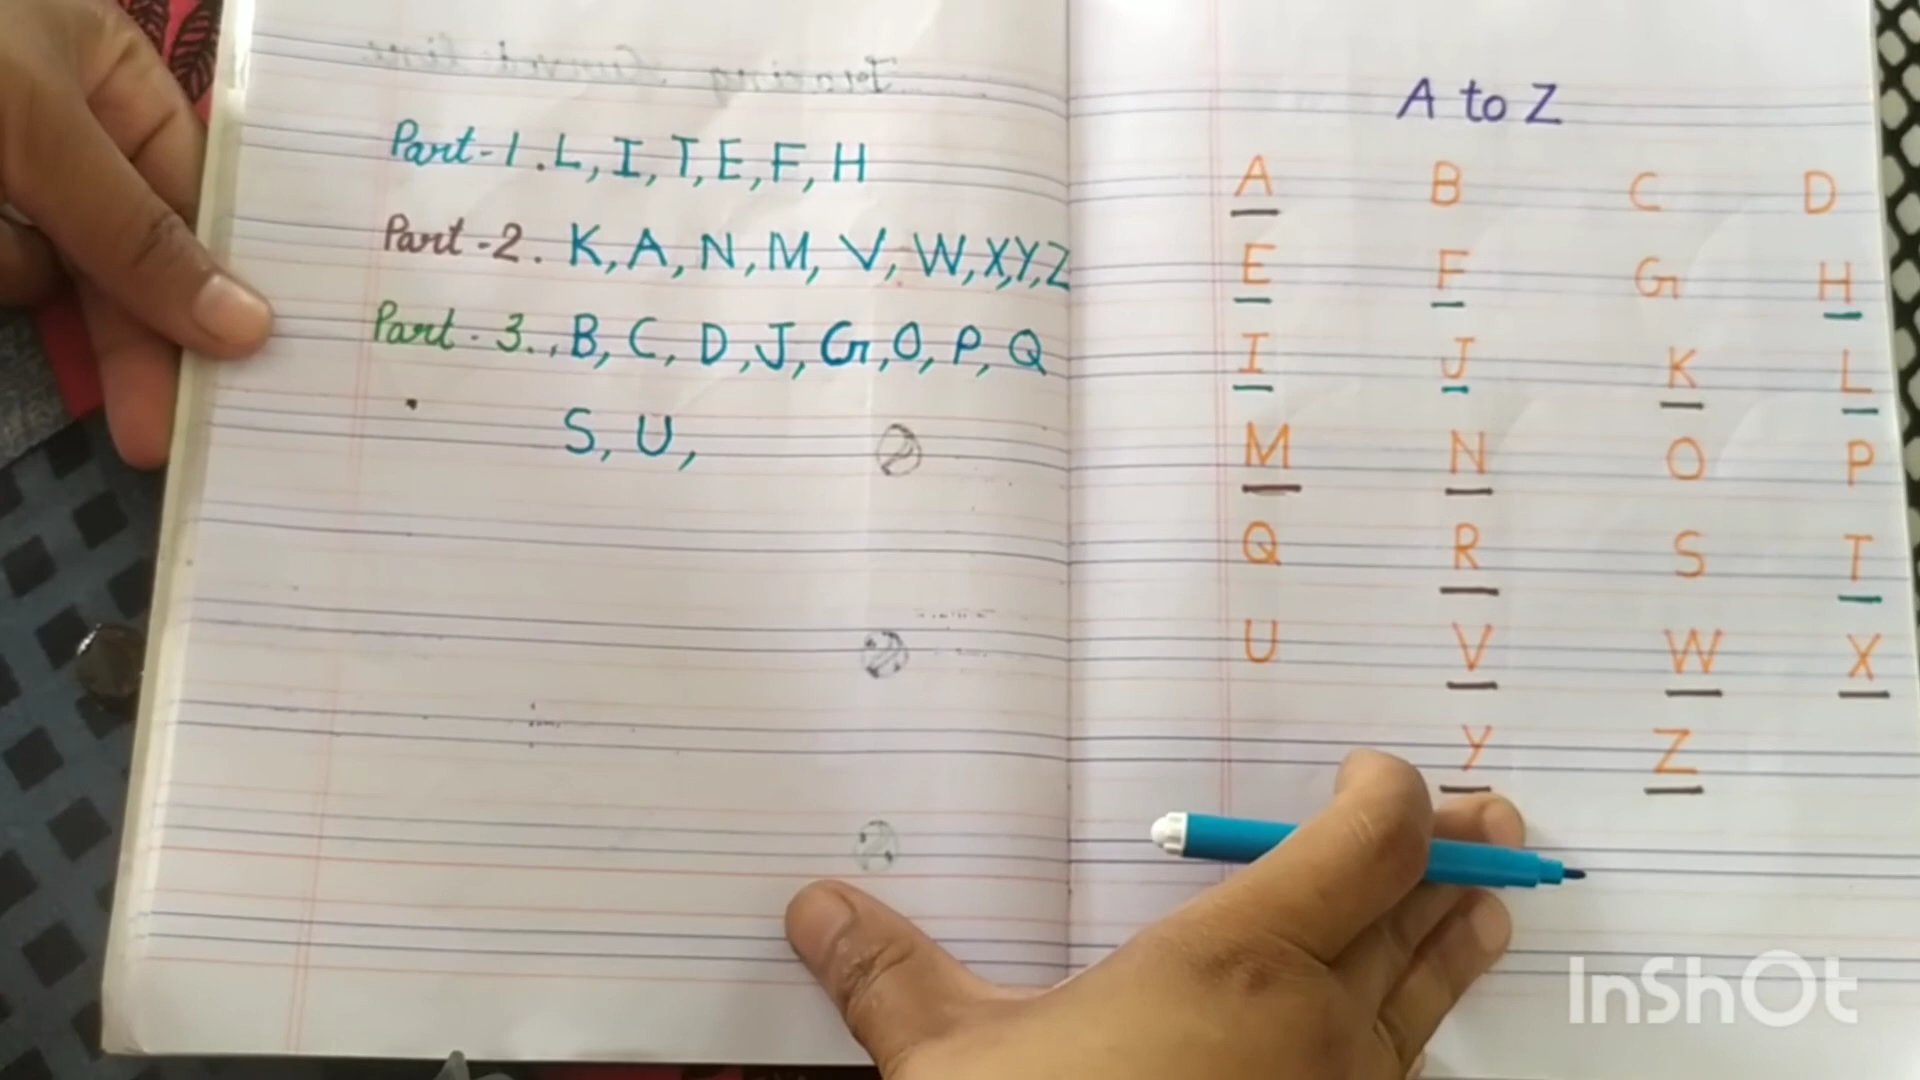 Part-1. L, I, T, E, F, H
Part-2. K, A, N, M, V, W, X, Y, Z
Part-3., B, C, D, J, G, O, P, Q
S, U,
A to Z
A B C D
E F G H
I J K L
M N O P
Q R S T
U V W X
Y Z
InShOt